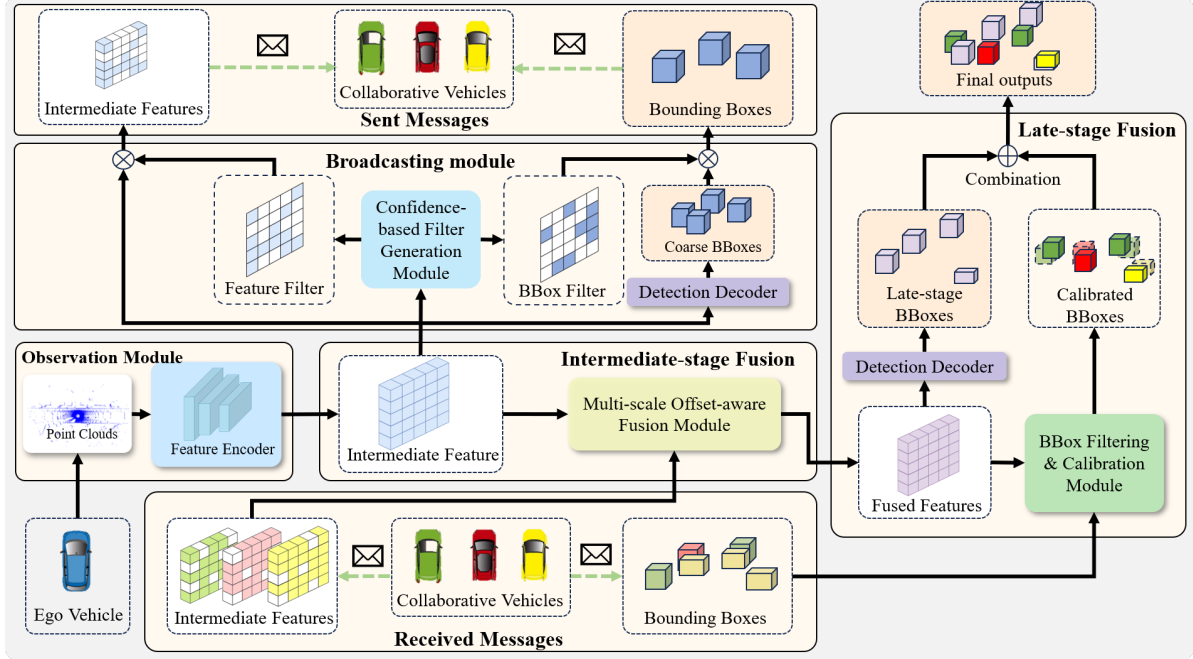 Intermediate Features
Collaborative Vehicles
Bounding Boxes
Sent Messages
Final outputs
Broadcasting module
Feature Filter
Confidence-
based Filter
Generation
Module
BBox Filter
Coarse BBoxes
Detection Decoder
Late-stage Fusion
Combination
Late-stage
BBoxes
Calibrated
BBoxes
Detection Decoder
Fused Features
BBox Filtering
& Calibration
Module
Observation Module
Point Clouds
Feature Encoder
Intermediate-stage Fusion
Intermediate Feature
Multi-scale Offset-aware
Fusion Module
Ego Vehicle
Intermediate Features
Collaborative Vehicles
Bounding Boxes
Received Messages